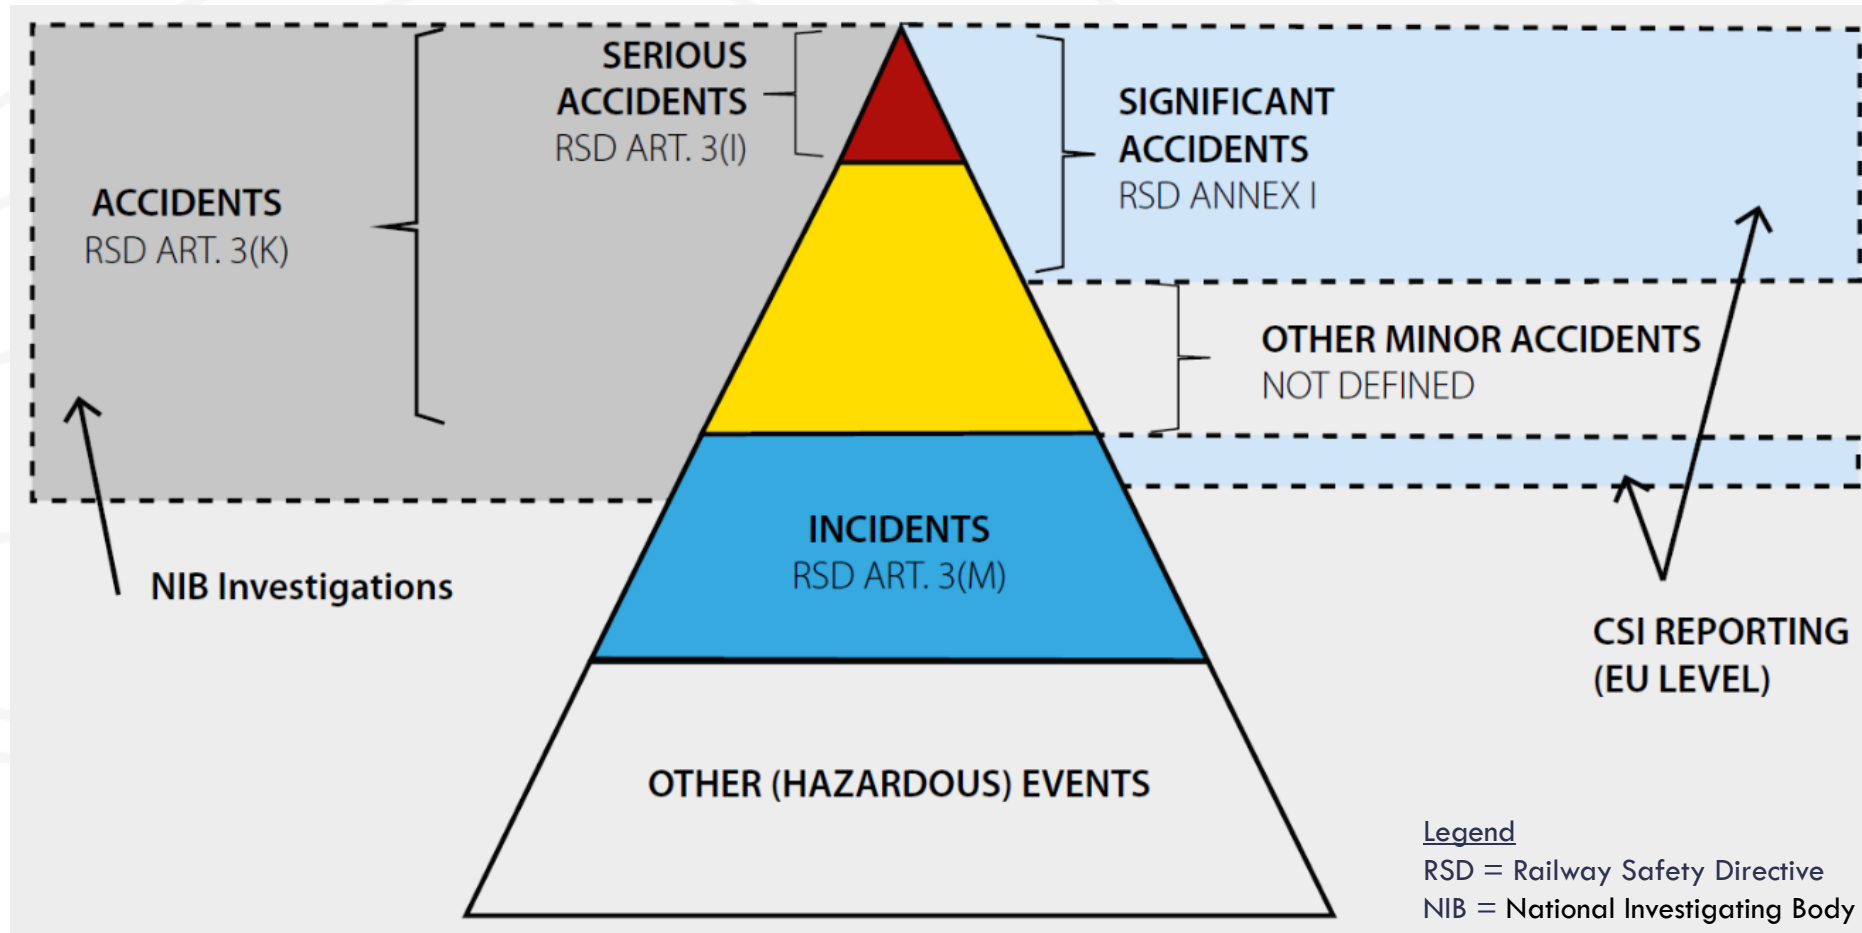 SERIOUS
ACCIDENTS
RSD ART. 3(I)
ACCIDENTS
RSD ART. 3(K)
SIGNIFICANT
ACCIDENTS
RSD ANNEX I
OTHER MINOR ACCIDENTS
NOT DEFINED
NIB Investigations
INCIDENTS
RSD ART. 3(M)
CSI REPORTING
(EU LEVEL)
OTHER (HAZARDOUS) EVENTS
Legend
RSD = Railway Safety Directive
NIB = National Investigating Body